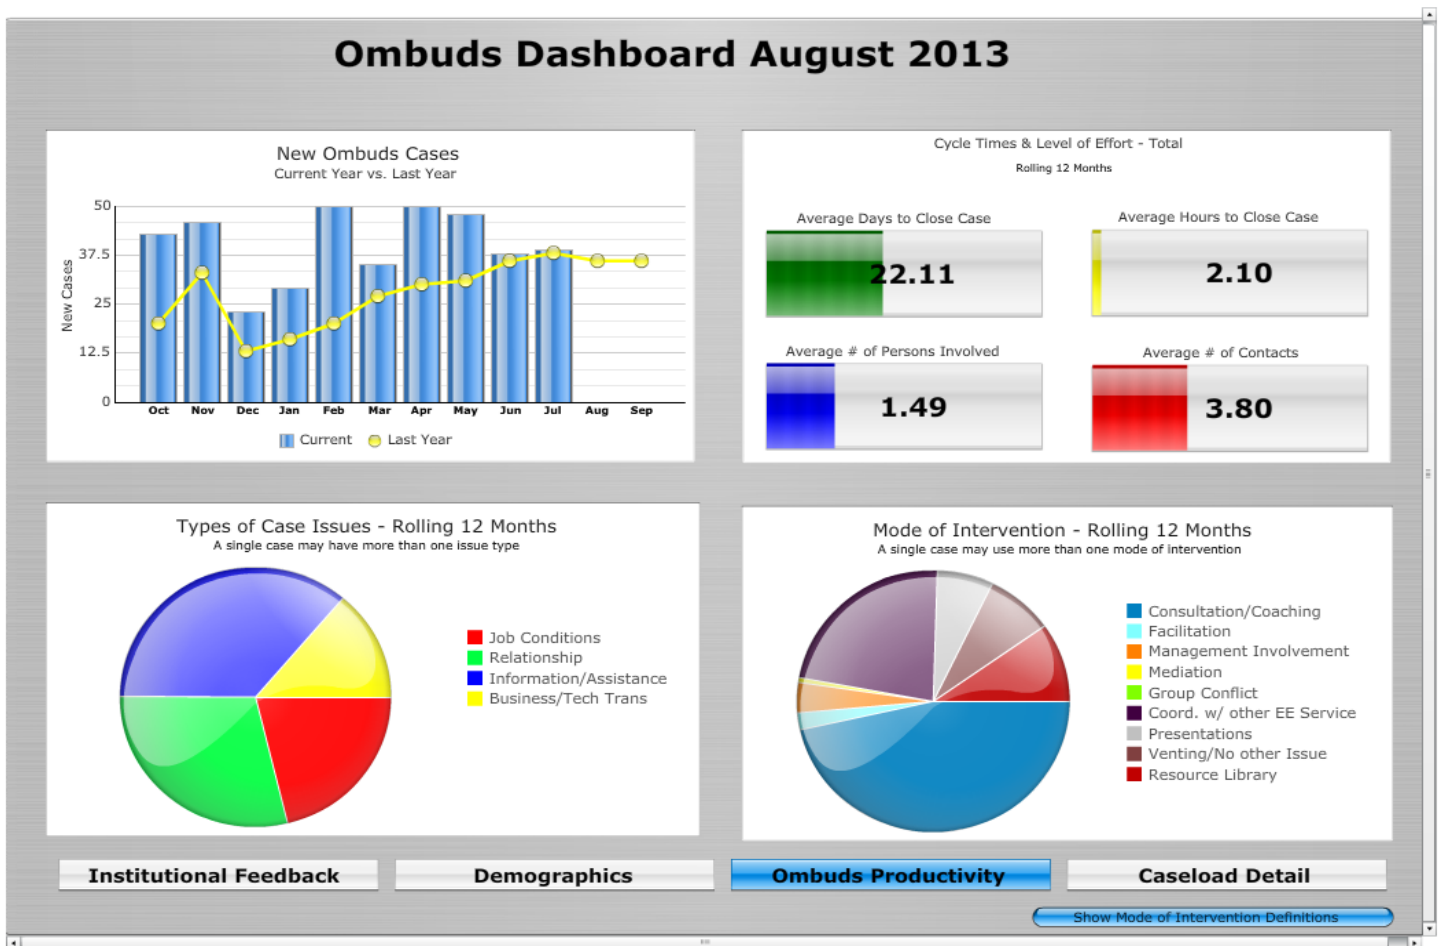 Ombuds Dashboard August 2013
New Ombuds Cases
Current Year vs. Last Year
New Cases
50
37.5
25
12.5
0
Oct Nov Dec Jan Feb Mar Apr May Jun Jul Aug Sep
Current Last Year
Cycle Times & Level of Effort - Total
Rolling 12 Months
Average Days to Close Case
22.11
Average Hours to Close Case
2.10
Average # of Persons Involved
1.49
Average # of Contacts
3.80
Types of Case Issues - Rolling 12 Months
A single case may have more than one issue type
Job Conditions
Relationship
Information/Assistance
Business/Tech Trans
Mode of Intervention - Rolling 12 Months
A single case may use more than one mode of intervention
Consultation/Coaching
Facilitation
Management Involvement
Mediation
Group Conflict
Coord. w/ other EE Service
Presentations
Venting/No other Issue
Resource Library
Institutional Feedback
Demographics
Ombuds Productivity
Caseload Detail
Show Mode of Intervention Definitions